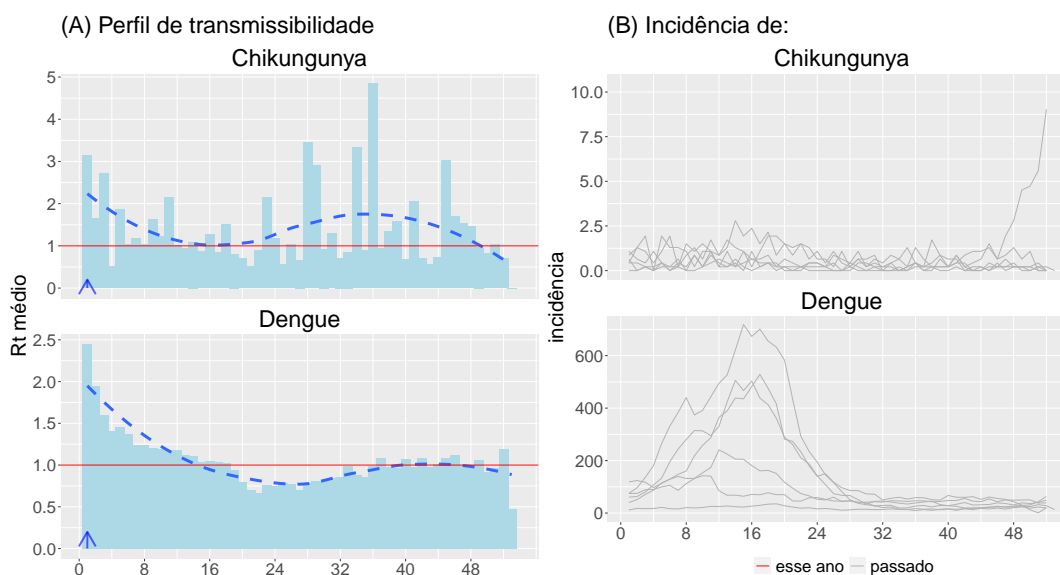 (A) Perfil de transmissibilidade
Chikungunya
5
4
3
2
1
0
Dengue
2.5
2.0
1.5
1.0
0.5
0.0
Rt médio
0 8 16 24 32 40 48
(B) Incidência de:
Chikungunya
10.0
7.5
5.0
2.5
0.0
Dengue
600
400
200
0
incidência
0 8 16 24 32 40 48
esse ano passado